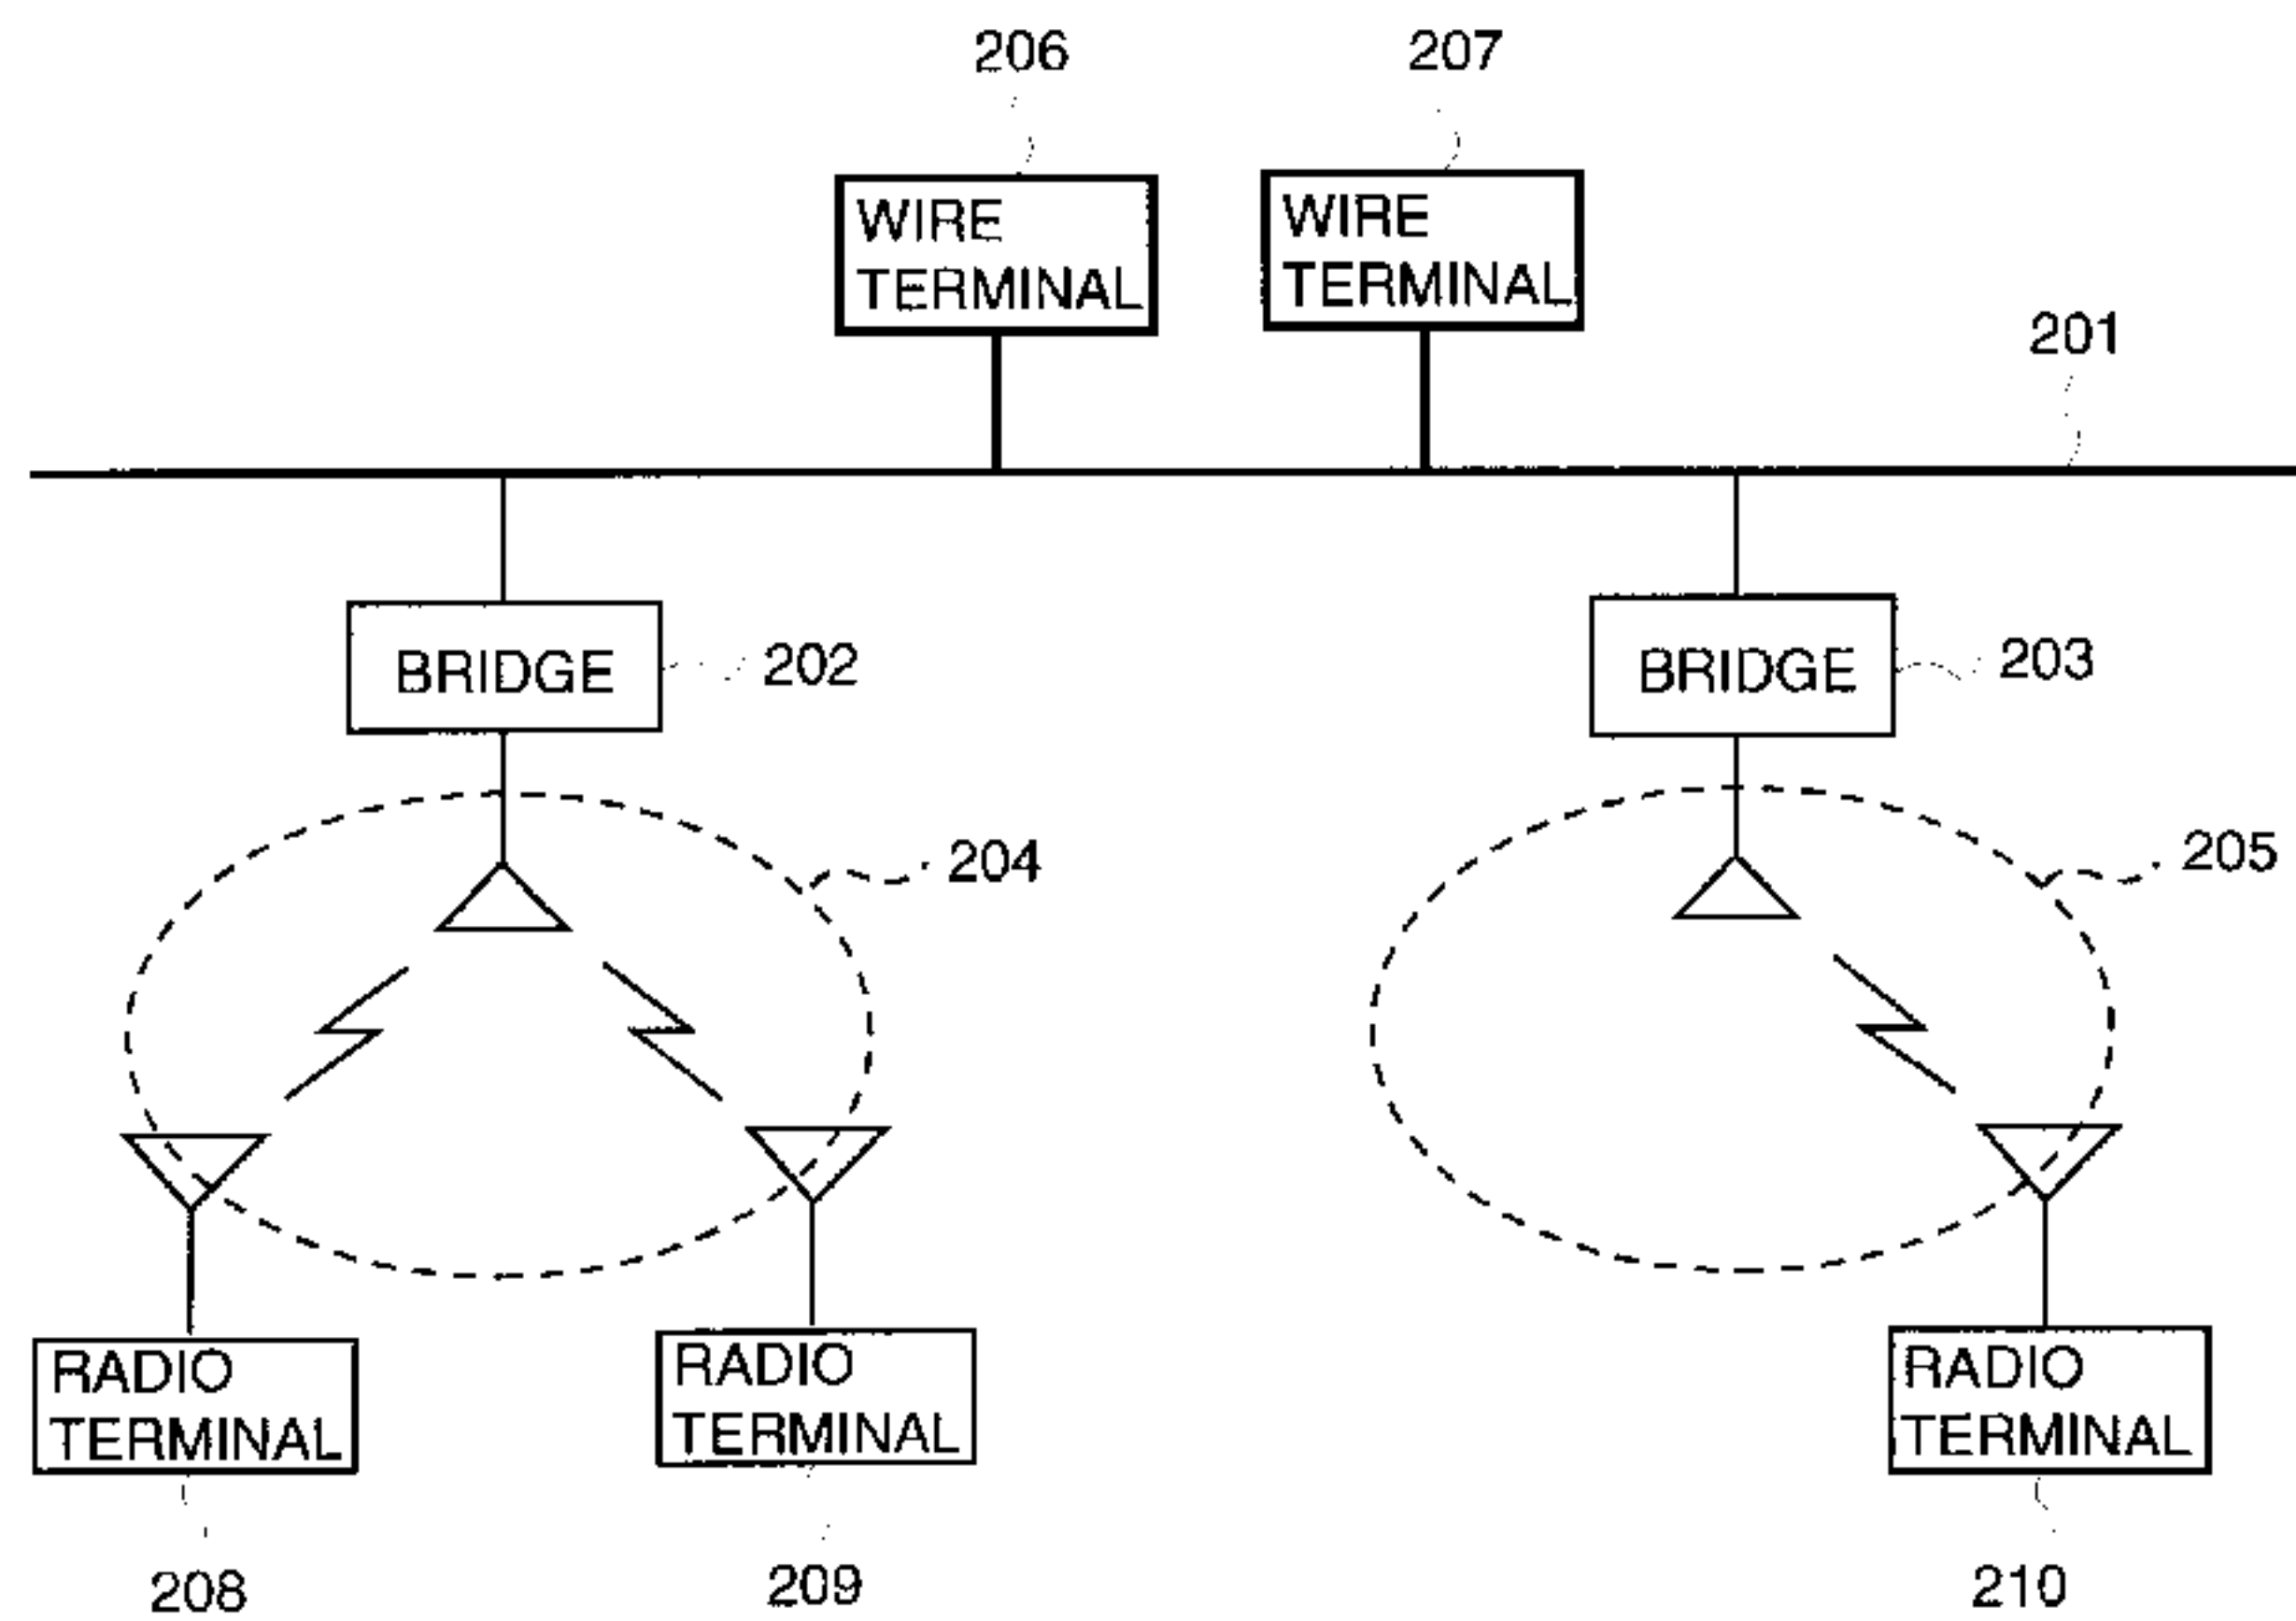 206
207
WIRE
TERMINAL
WIRE
TERMINAL
201
BRIDGE
202
BRIDGE
203
204
205
RADIO
TERMINAL
RADIO
TERMINAL
RADIO
TERMINAL
208
209
210